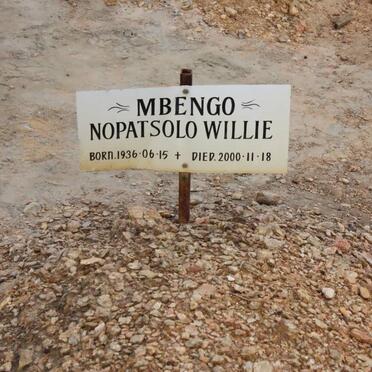 MBENGO
NOPATSOLO WILLIE
BORN.1936·06·15 + DIED.2000·11·18